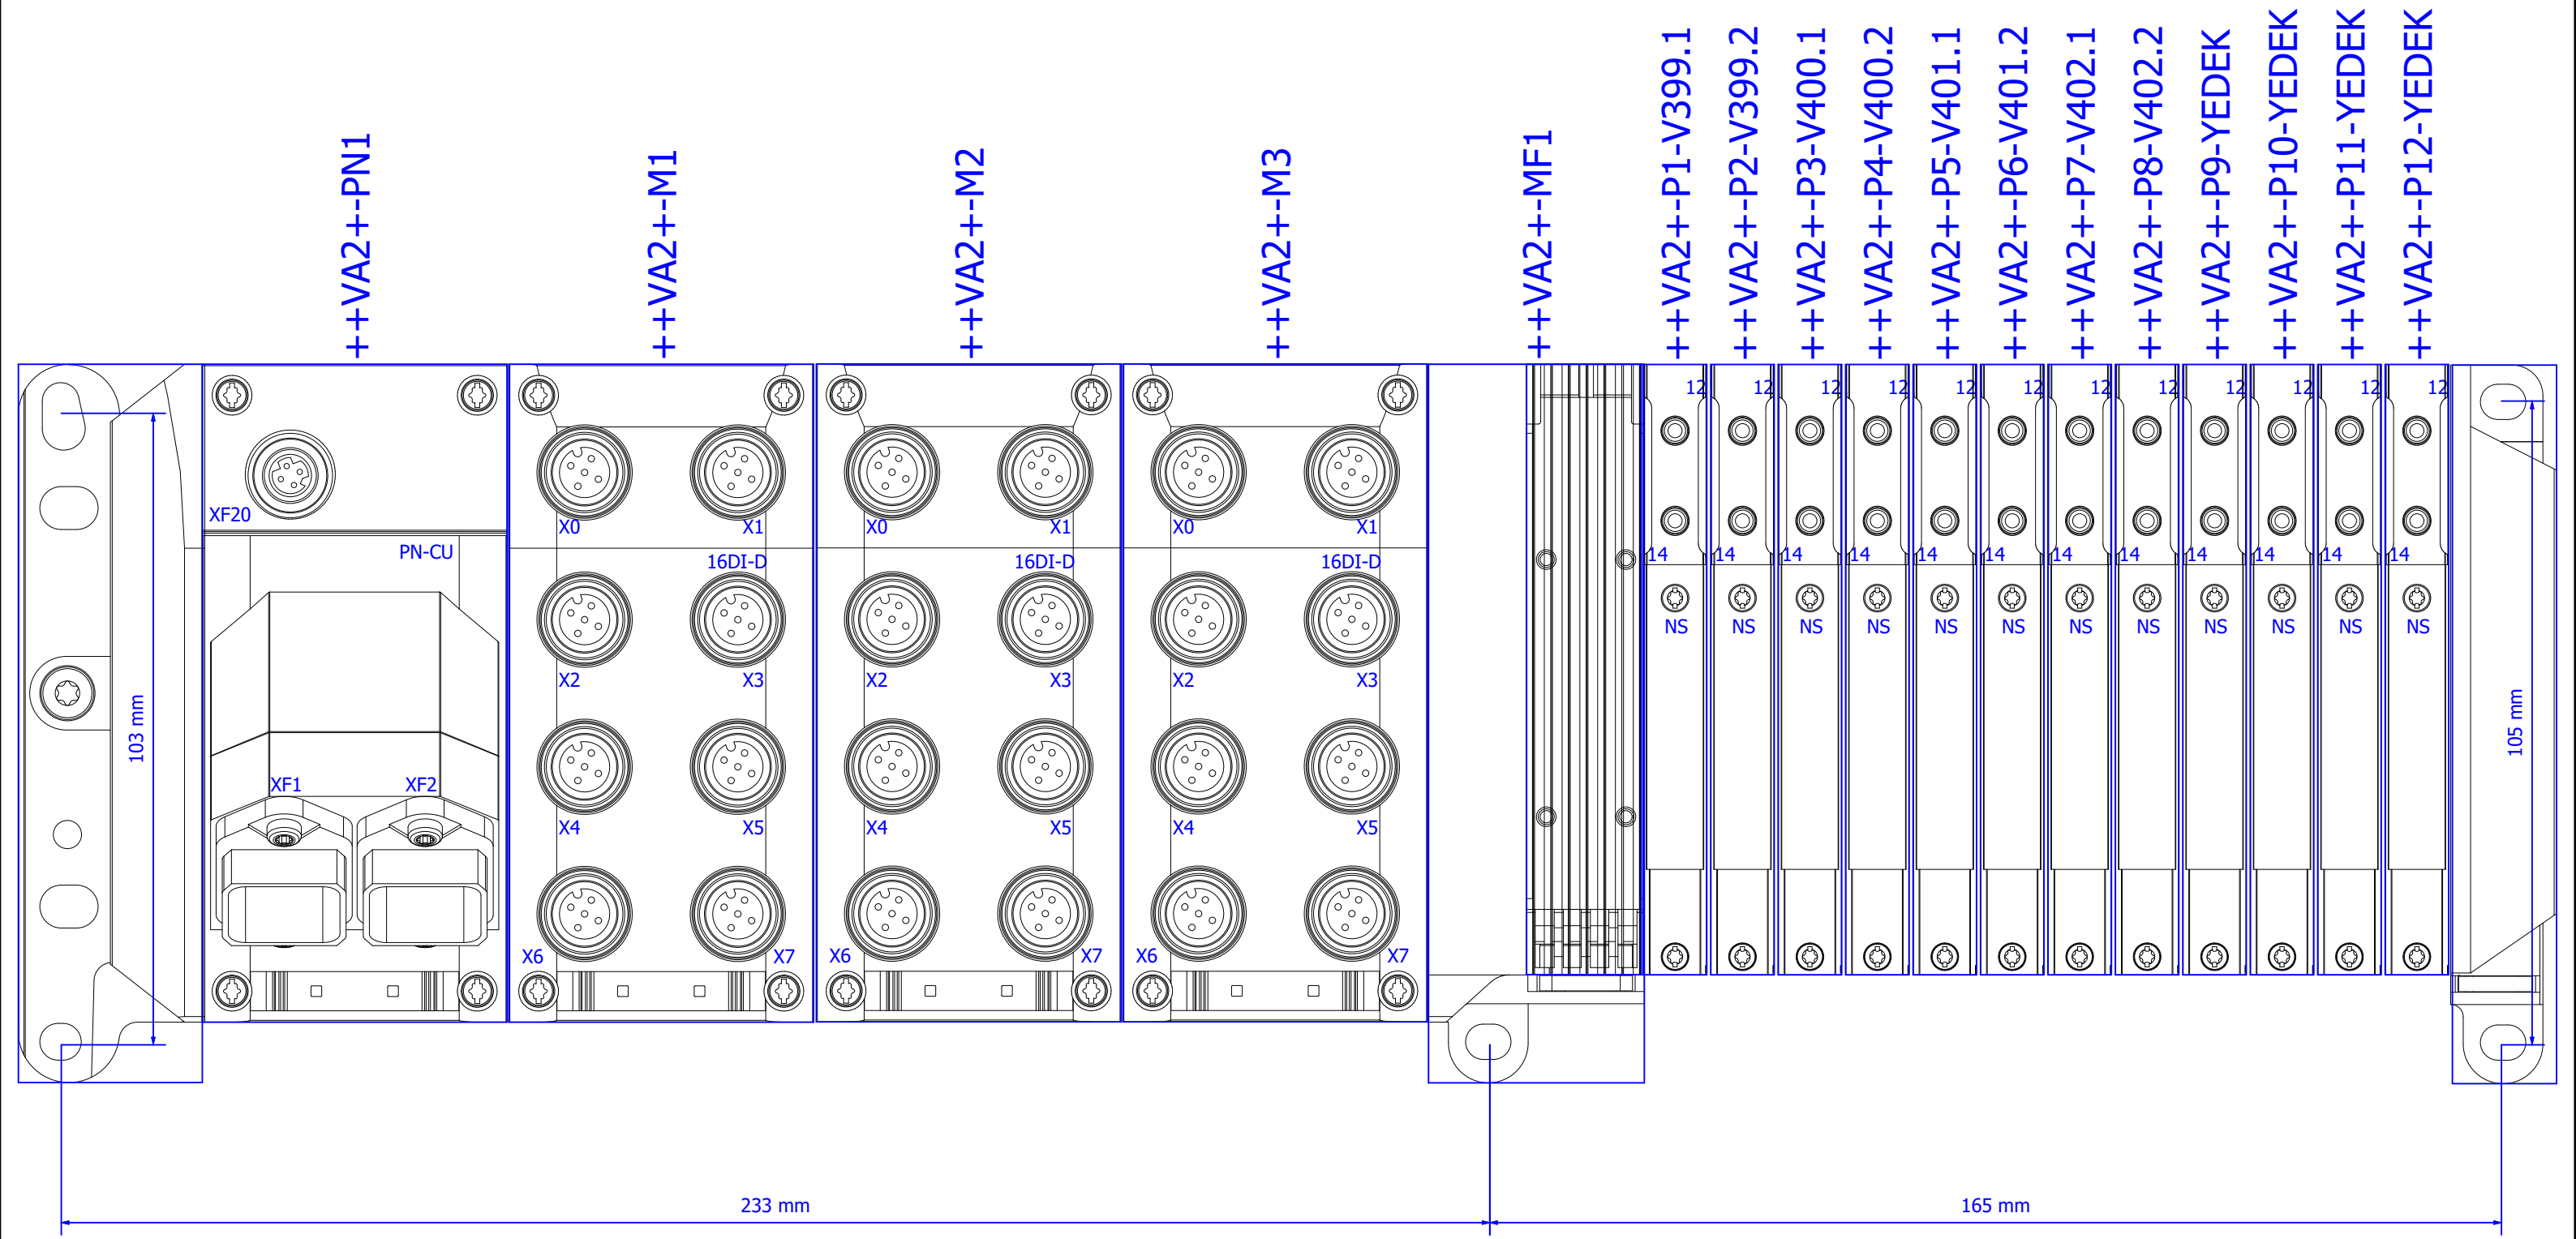 ++VA2+-PN1
++VA2+-M1
++VA2+-M2
++VA2+-M3
++VA2+-MF1
++VA2+-P1-V399.1
++VA2+-P2-V399.2
++VA2+-P3-V400.1
++VA2+-P4-V400.2
++VA2+-P5-V401.1
++VA2+-P6-V401.2
++VA2+-P7-V402.1
++VA2+-P8-V402.2
++VA2+-P9-YEDEK
++VA2+-P10-YEDEK
++VA2+-P11-YEDEK
++VA2+-P12-YEDEK
12 12 12 12 12 12 12 12 12 12 12 12
XF20
X0 X1 X0 X1 X0 X1
PN-CU
16DI-D 16DI-D 16DI-D
14 14 14 14 14 14 14 14 14 14 14 14
NS NS NS NS NS NS NS NS NS NS NS NS
X2 X3 X2 X3 X2 X3
103 mm
105 mm
XF1 XF2
X4 X5 X4 X5 X4 X5
X6 X7 X6 X7 X6 X7
233 mm
165 mm